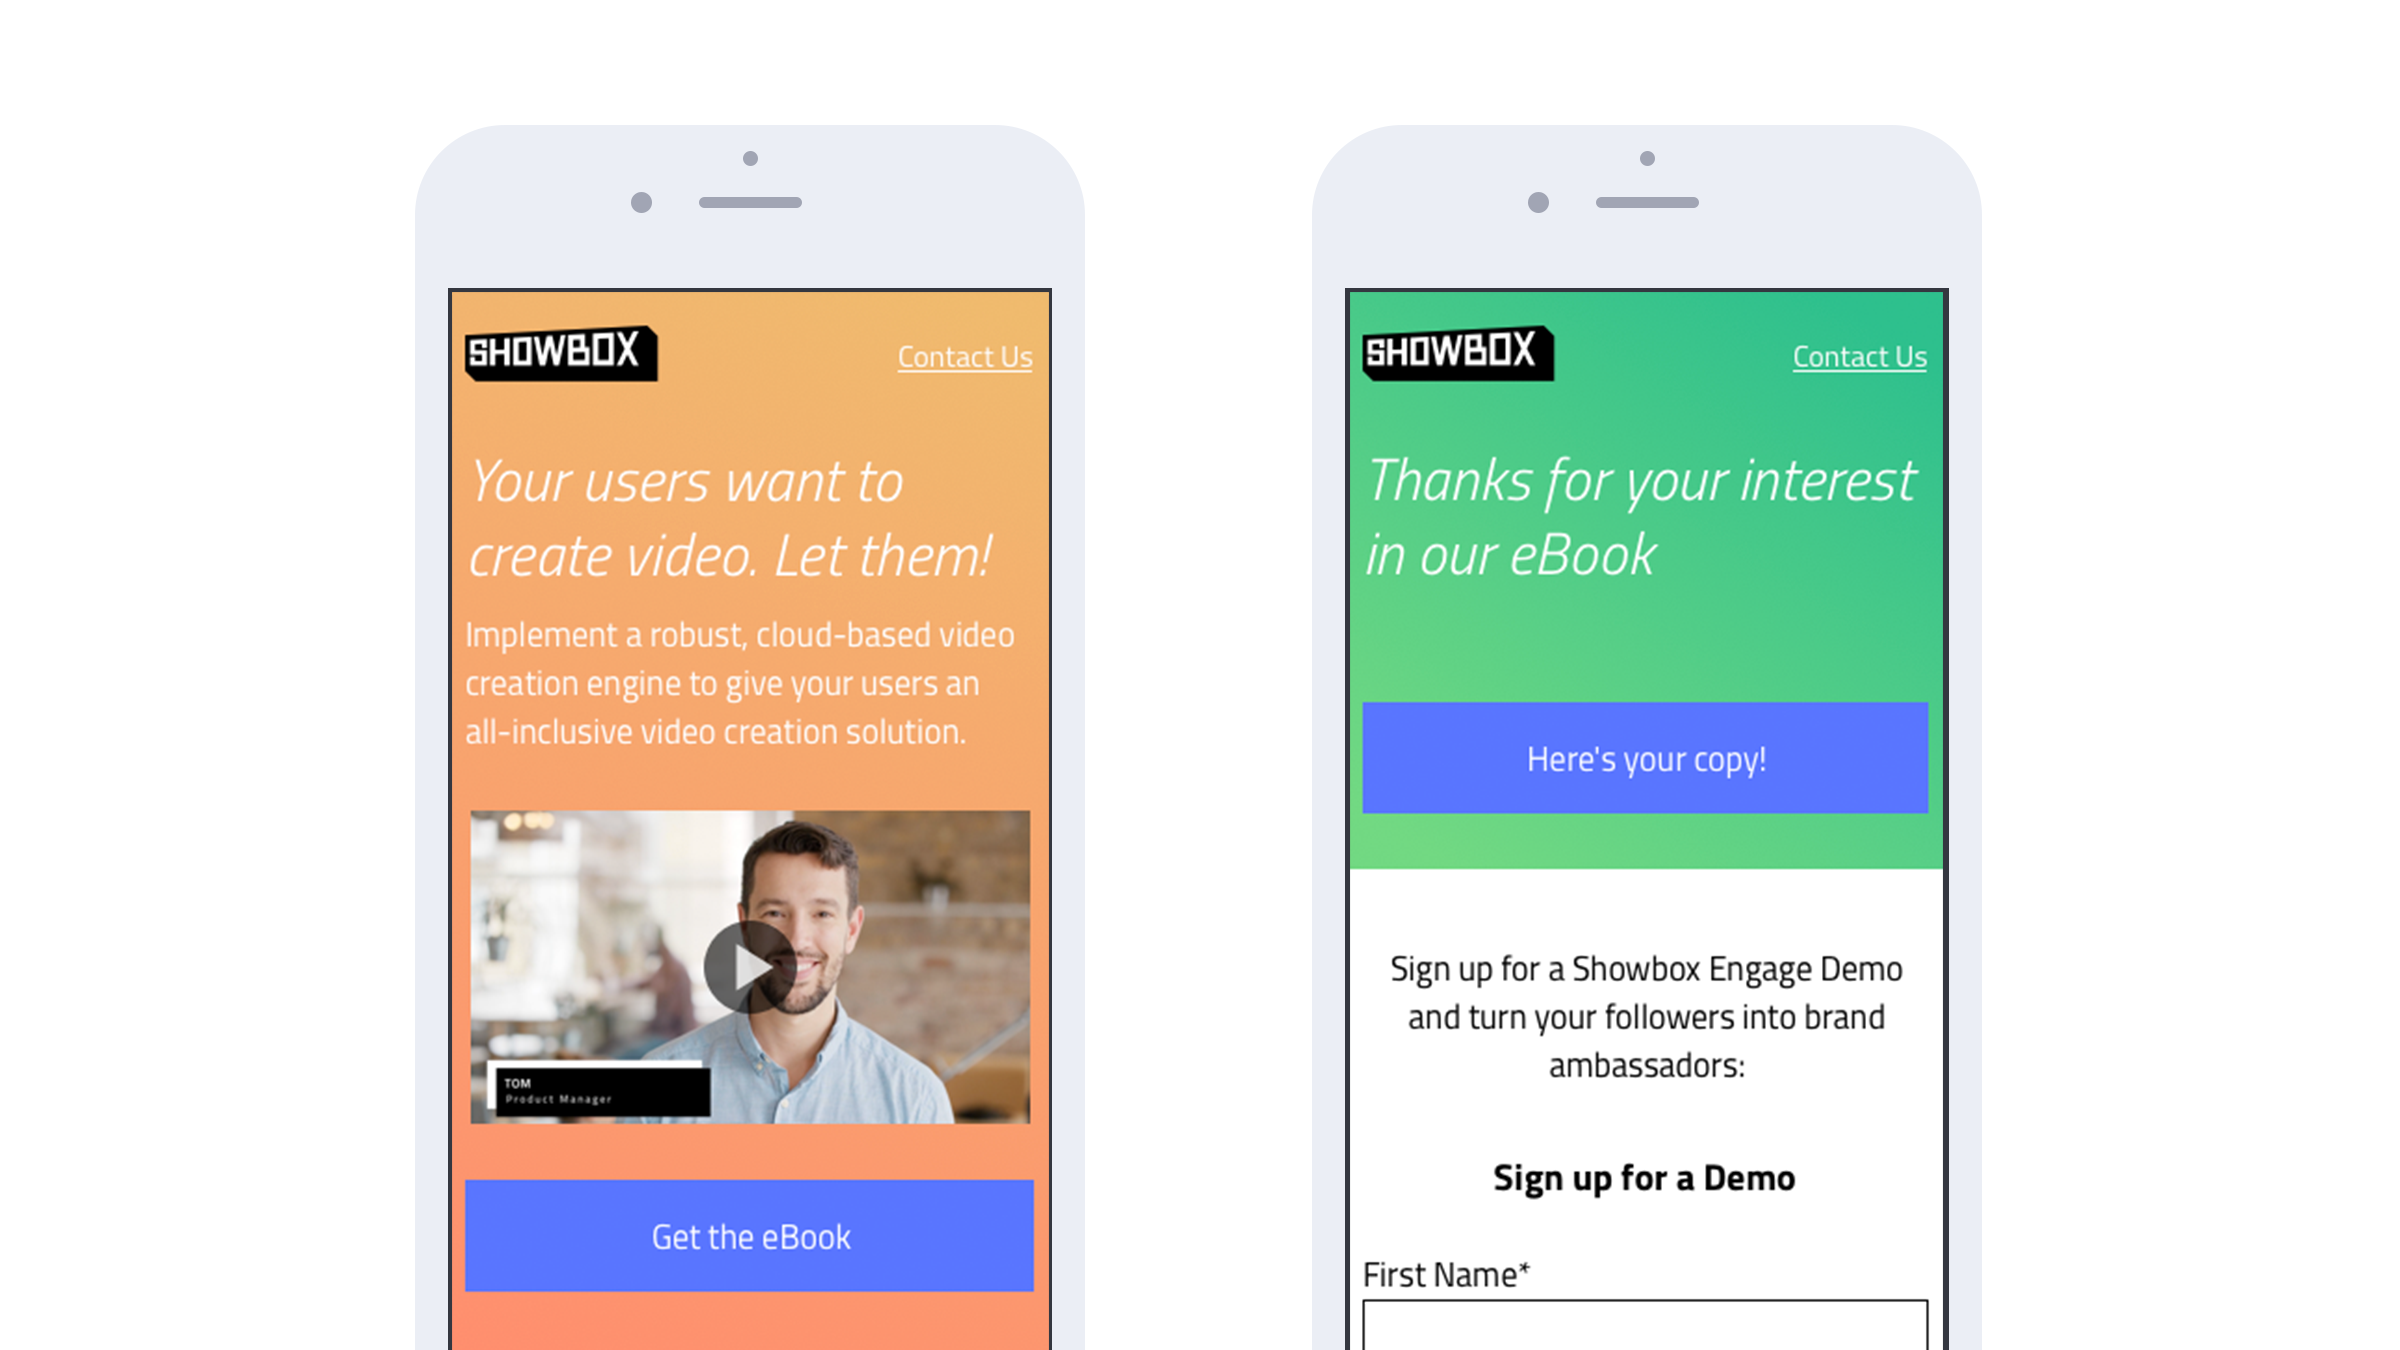 SHOWBOX
Contact Us
Your users want to
create video. Let them!
Implement a robust, cloud-based video
creation engine to give your users an
all-inclusive video creation solution.
TOM
Product Manager
Get the eBook
SHOWBOX
Contact Us
Thanks for your interest
in our eBook
Here's your copy!
Sign up for a Showbox Engage Demo
and turn your followers into brand
ambassadors:
Sign up for a Demo
First Name*